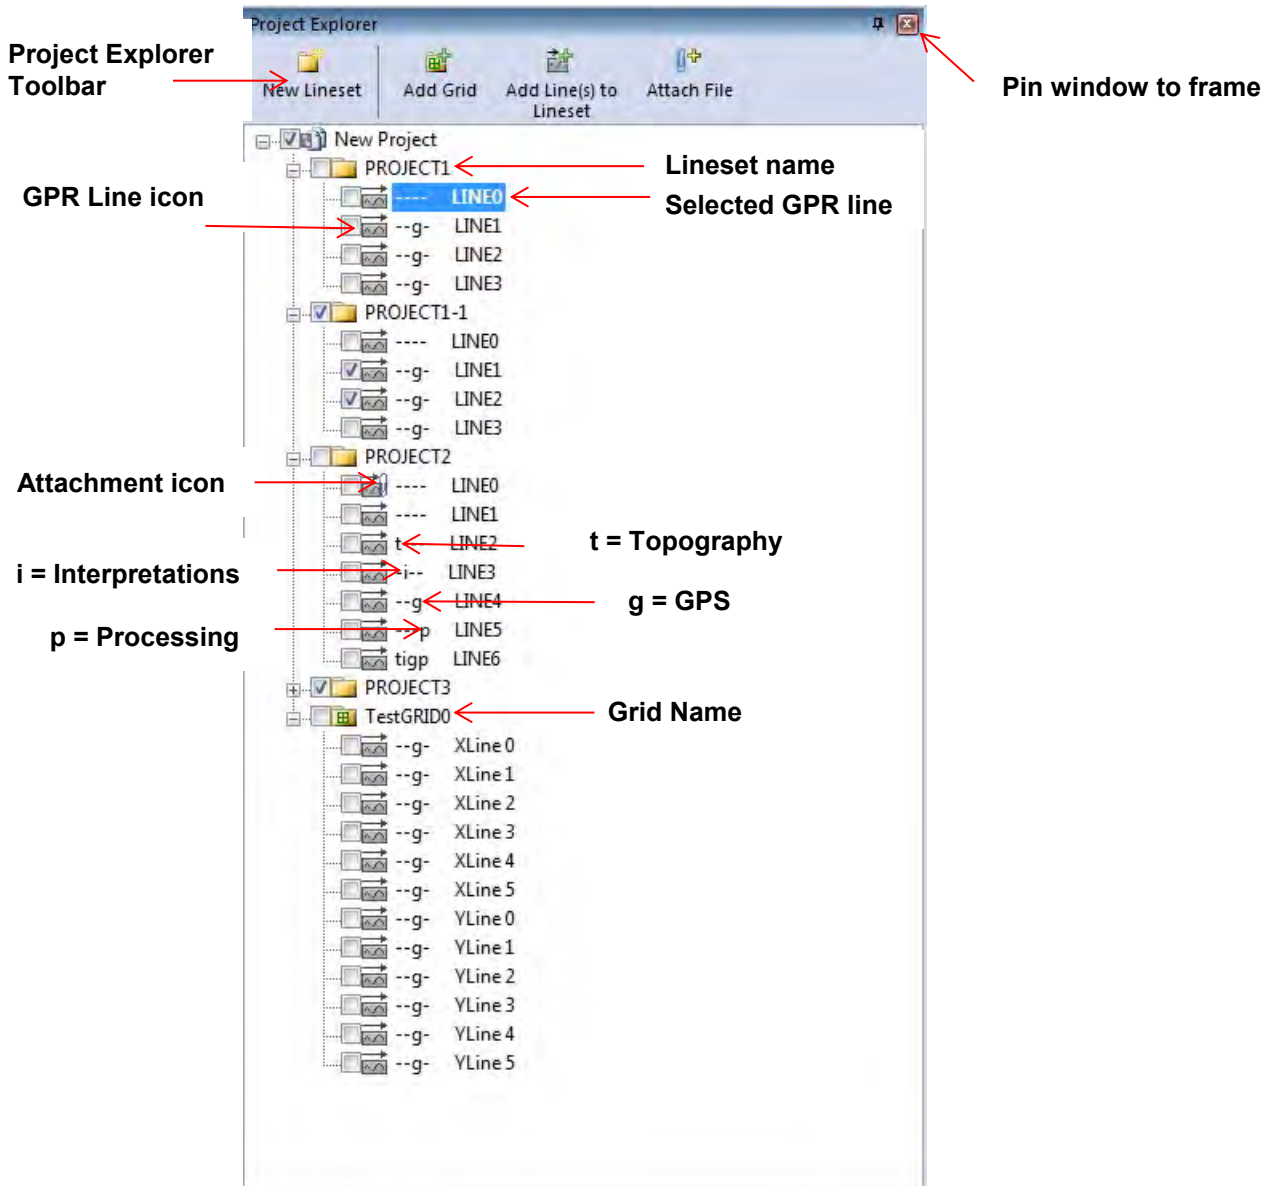 Project Explorer
Project Explorer
Toolbar
New Lineset
Add Grid
Add Line(s) to
Lineset
Attach File
Pin window to frame
New Project
PROJECT1
Lineset name
GPR Line icon
---- LINE0
Selected GPR line
--g- LINE1
--g- LINE2
--g- LINE3
PROJECT1-1
---- LINE0
--g- LINE1
--g- LINE2
--g- LINE3
PROJECT2
Attachment icon
---- LINE0
---- LINE1
t--- LINE2
t = Topography
i = Interpretations
-i-- LINE3
--g- LINE4
g = GPS
p = Processing
---p LINE5
tigp LINE6
PROJECT3
TestGRID0
Grid Name
--g- XLine 0
--g- XLine 1
--g- XLine 2
--g- XLine 3
--g- XLine 4
--g- XLine 5
--g- YLine 0
--g- YLine 1
--g- YLine 2
--g- YLine 3
--g- YLine 4
--g- YLine 5